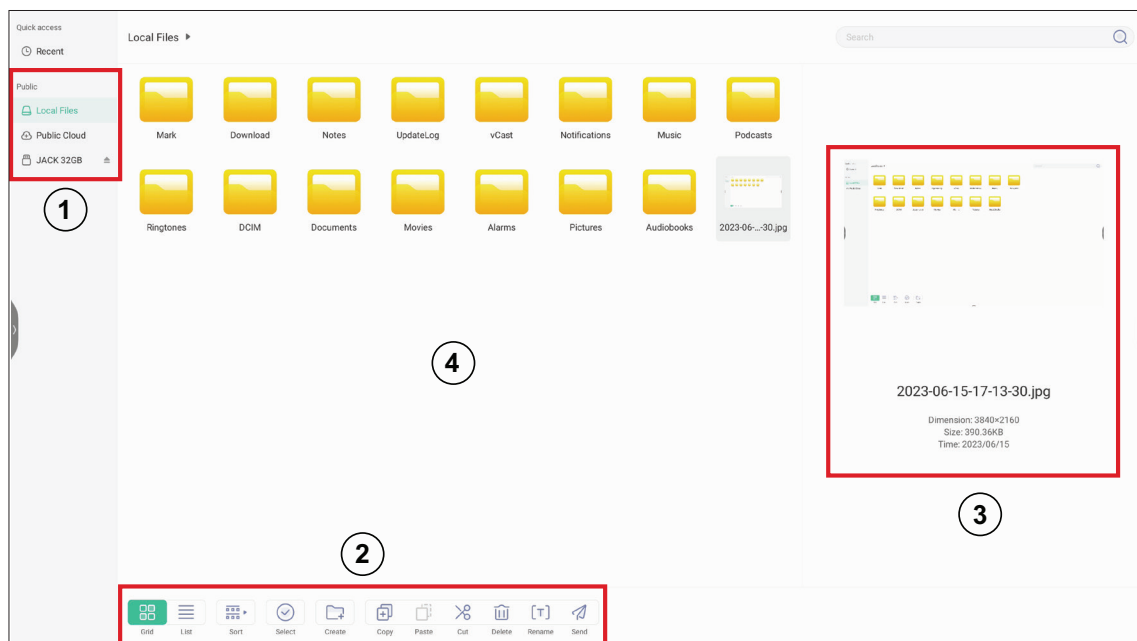 Quick access
Recent
Public
Local Files
Public Cloud
JACK 32GB
1
Local Files
Search
Mark Download Notes UpdateLog vCast Notifications Music Podcasts
Ringtones DCIM Documents Movies Alarms Pictures Audiobooks 2023-06-...-30.jpg
4
2023-06-15-17-13-30.jpg
Dimension: 3840×2160
Size: 390.36KB
Time: 2023/06/15
3
2
Grid List Sort Select Create Copy Paste Cut Delete Rename Send